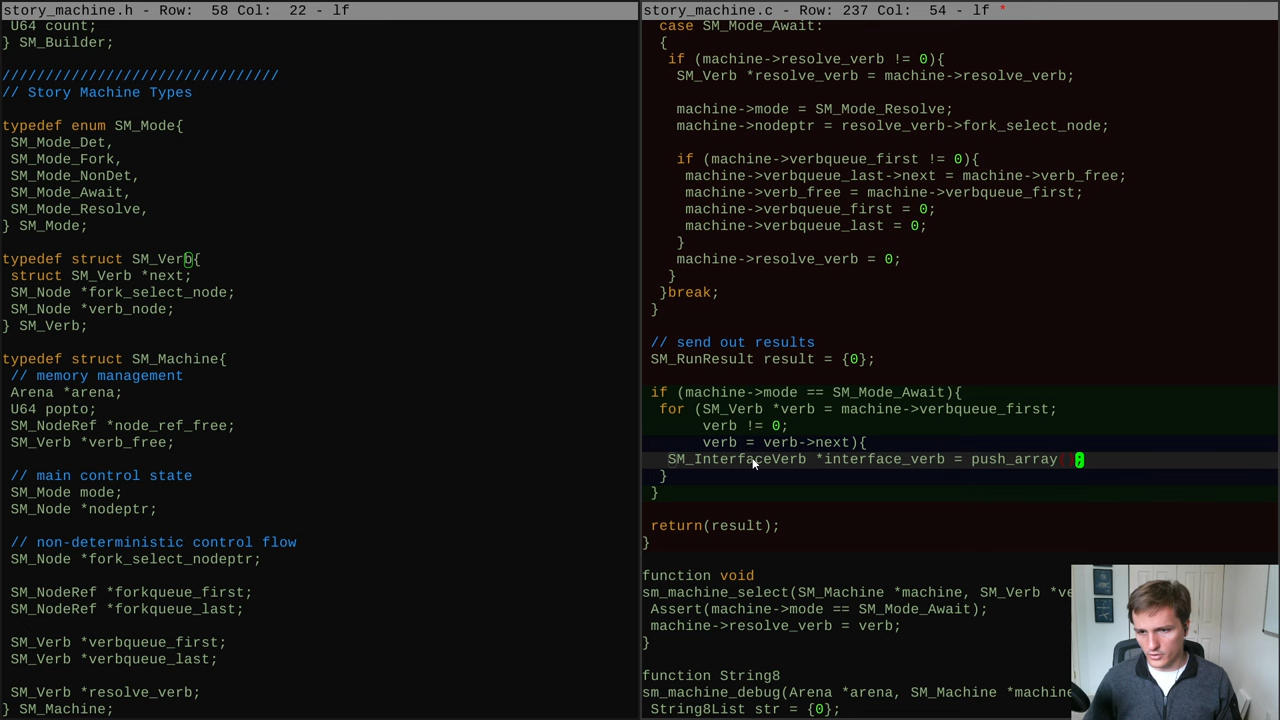 story_machine.h - Row:  58 Col:  22 - lf
U64 count;
} SM_Builder;
////////////////////////////////
// Story Machine Types
typedef enum SM_Mode{
SM_Mode_Det,
SM_Mode_Fork,
SM_Mode_NonDet,
SM_Mode_Await,
SM_Mode_Resolve,
} SM_Mode;
typedef struct SM_Verb{
struct SM_Verb *next;
SM_Node *fork_select_node;
SM_Node *verb_node;
} SM_Verb;
typedef struct SM_Machine{
// memory management
Arena *arena;
U64 popto;
SM_NodeRef *node_ref_free;
SM_Verb *verb_free;
// main control state
SM_Mode mode;
SM_Node *nodeptr;
// non-deterministic control flow
SM_Node *fork_select_nodeptr;
SM_NodeRef *forkqueue_first;
SM_NodeRef *forkqueue_last;
SM_Verb *verbqueue_first;
SM_Verb *verbqueue_last;
SM_Verb *resolve_verb;
} SM_Machine;
story_machine.c - Row: 237 Col:  54 - lf *
case SM_Mode_Await:
{
if (machine->resolve_verb != 0){
SM_Verb *resolve_verb = machine->resolve_verb;
machine->mode = SM_Mode_Resolve;
machine->nodeptr = resolve_verb->fork_select_node;
if (machine->verbqueue_first != 0){
machine->verbqueue_last->next = machine->verb_free;
machine->verb_free = machine->verbqueue_first;
machine->verbqueue_first = 0;
machine->verbqueue_last = 0;
}
machine->resolve_verb = 0;
}
}break;
}
// send out results
SM_RunResult result = {0};
if (machine->mode == SM_Mode_Await){
for (SM_Verb *verb = machine->verbqueue_first;
verb != 0;
verb = verb->next){
SM_InterfaceVerb *interface_verb = push_array();
}
}
return(result);
}
function void
sm_machine_select(SM_Machine *machine, SM_Verb *ve
Assert(machine->mode == SM_Mode_Await);
machine->resolve_verb = verb;
}
function String8
sm_machine_debug(Arena *arena, SM_Machine *machine
String8List str = {0};